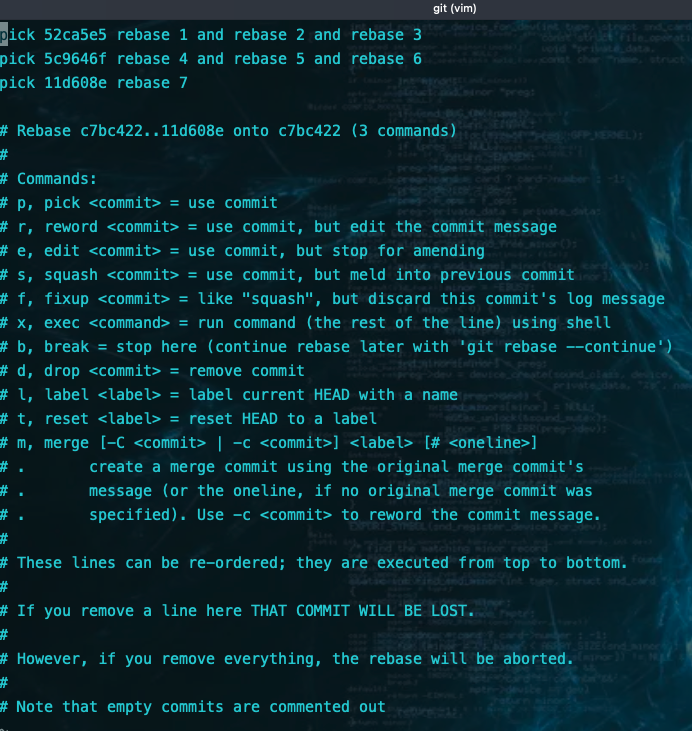 git (vim)
pick 52ca5e5 rebase 1 and rebase 2 and rebase 3
pick 5c9646f rebase 4 and rebase 5 and rebase 6
pick 11d608e rebase 7
# Rebase c7bc422..11d608e onto c7bc422 (3 commands)
#
# Commands:
# p, pick <commit> = use commit
# r, reword <commit> = use commit, but edit the commit message
# e, edit <commit> = use commit, but stop for amending
# s, squash <commit> = use commit, but meld into previous commit
# f, fixup <commit> = like "squash", but discard this commit's log message
# x, exec <command> = run command (the rest of the line) using shell
# b, break = stop here (continue rebase later with 'git rebase --continue')
# d, drop <commit> = remove commit
# l, label <label> = label current HEAD with a name
# t, reset <label> = reset HEAD to a label
# m, merge [-C <commit> | -c <commit>] <label> [# <oneline>]
# .       create a merge commit using the original merge commit's
# .       message (or the oneline, if no original merge commit was
# .       specified). Use -c <commit> to reword the commit message.
#
# These lines can be re-ordered; they are executed from top to bottom.
#
# If you remove a line here THAT COMMIT WILL BE LOST.
#
# However, if you remove everything, the rebase will be aborted.
#
# Note that empty commits are commented out